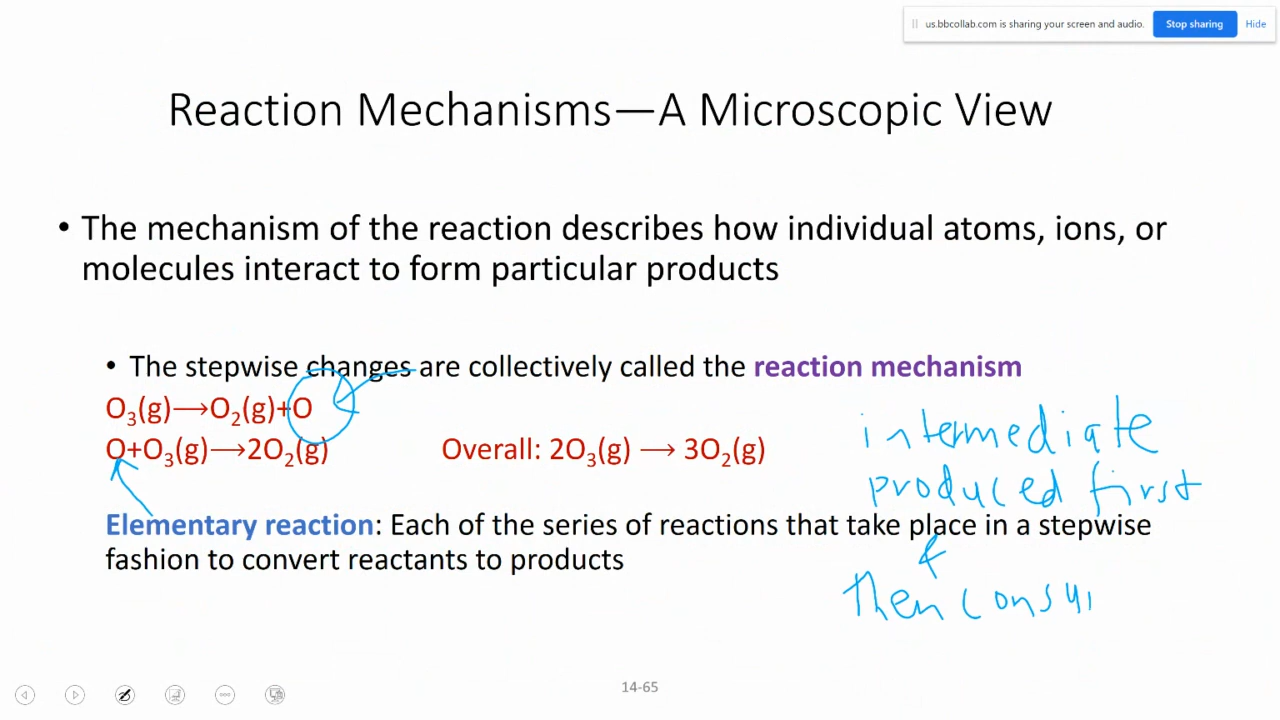 us.bbcollab.com is sharing your screen and audio. Stop sharing Hide
Reaction Mechanisms—A Microscopic View
• The mechanism of the reaction describes how individual atoms, ions, or
molecules interact to form particular products
• The stepwise changes are collectively called the reaction mechanism
O₃(g)⟶O₂(g)+O
O+O₃(g)⟶2O₂(g) Overall: 2O₃(g) ⟶ 3O₂(g)
intermediate
produced first
Elementary reaction: Each of the series of reactions that take place in a stepwise
fashion to convert reactants to products
then
14-65